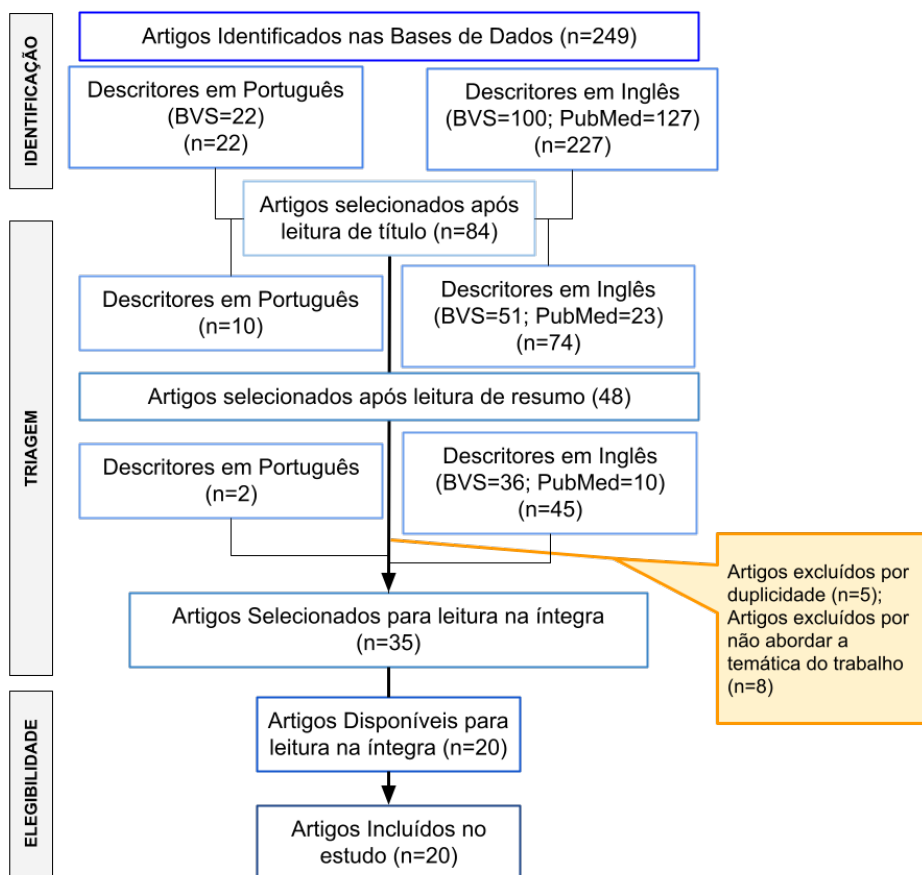 IDENTIFICAÇÃO
Artigos Identificados nas Bases de Dados (n=249)
Descritores em Português
(BVS=22)
(n=22)
Descritores em Inglês
(BVS=100; PubMed=127)
(n=227)
Artigos selecionados após
leitura de título (n=84)
TRIAGEM
Descritores em Português
(n=10)
Descritores em Inglês
(BVS=51; PubMed=23)
(n=74)
Artigos selecionados após leitura de resumo (48)
Descritores em Português
(n=2)
Descritores em Inglês
(BVS=36; PubMed=10)
(n=45)
Artigos excluídos por
duplicidade (n=5);
Artigos excluídos por
não abordar a
temática do trabalho
(n=8)
Artigos Selecionados para leitura na íntegra
(n=35)
ELEGIBILIDADE
Artigos Disponíveis para
leitura na íntegra (n=20)
Artigos Incluídos no
estudo (n=20)